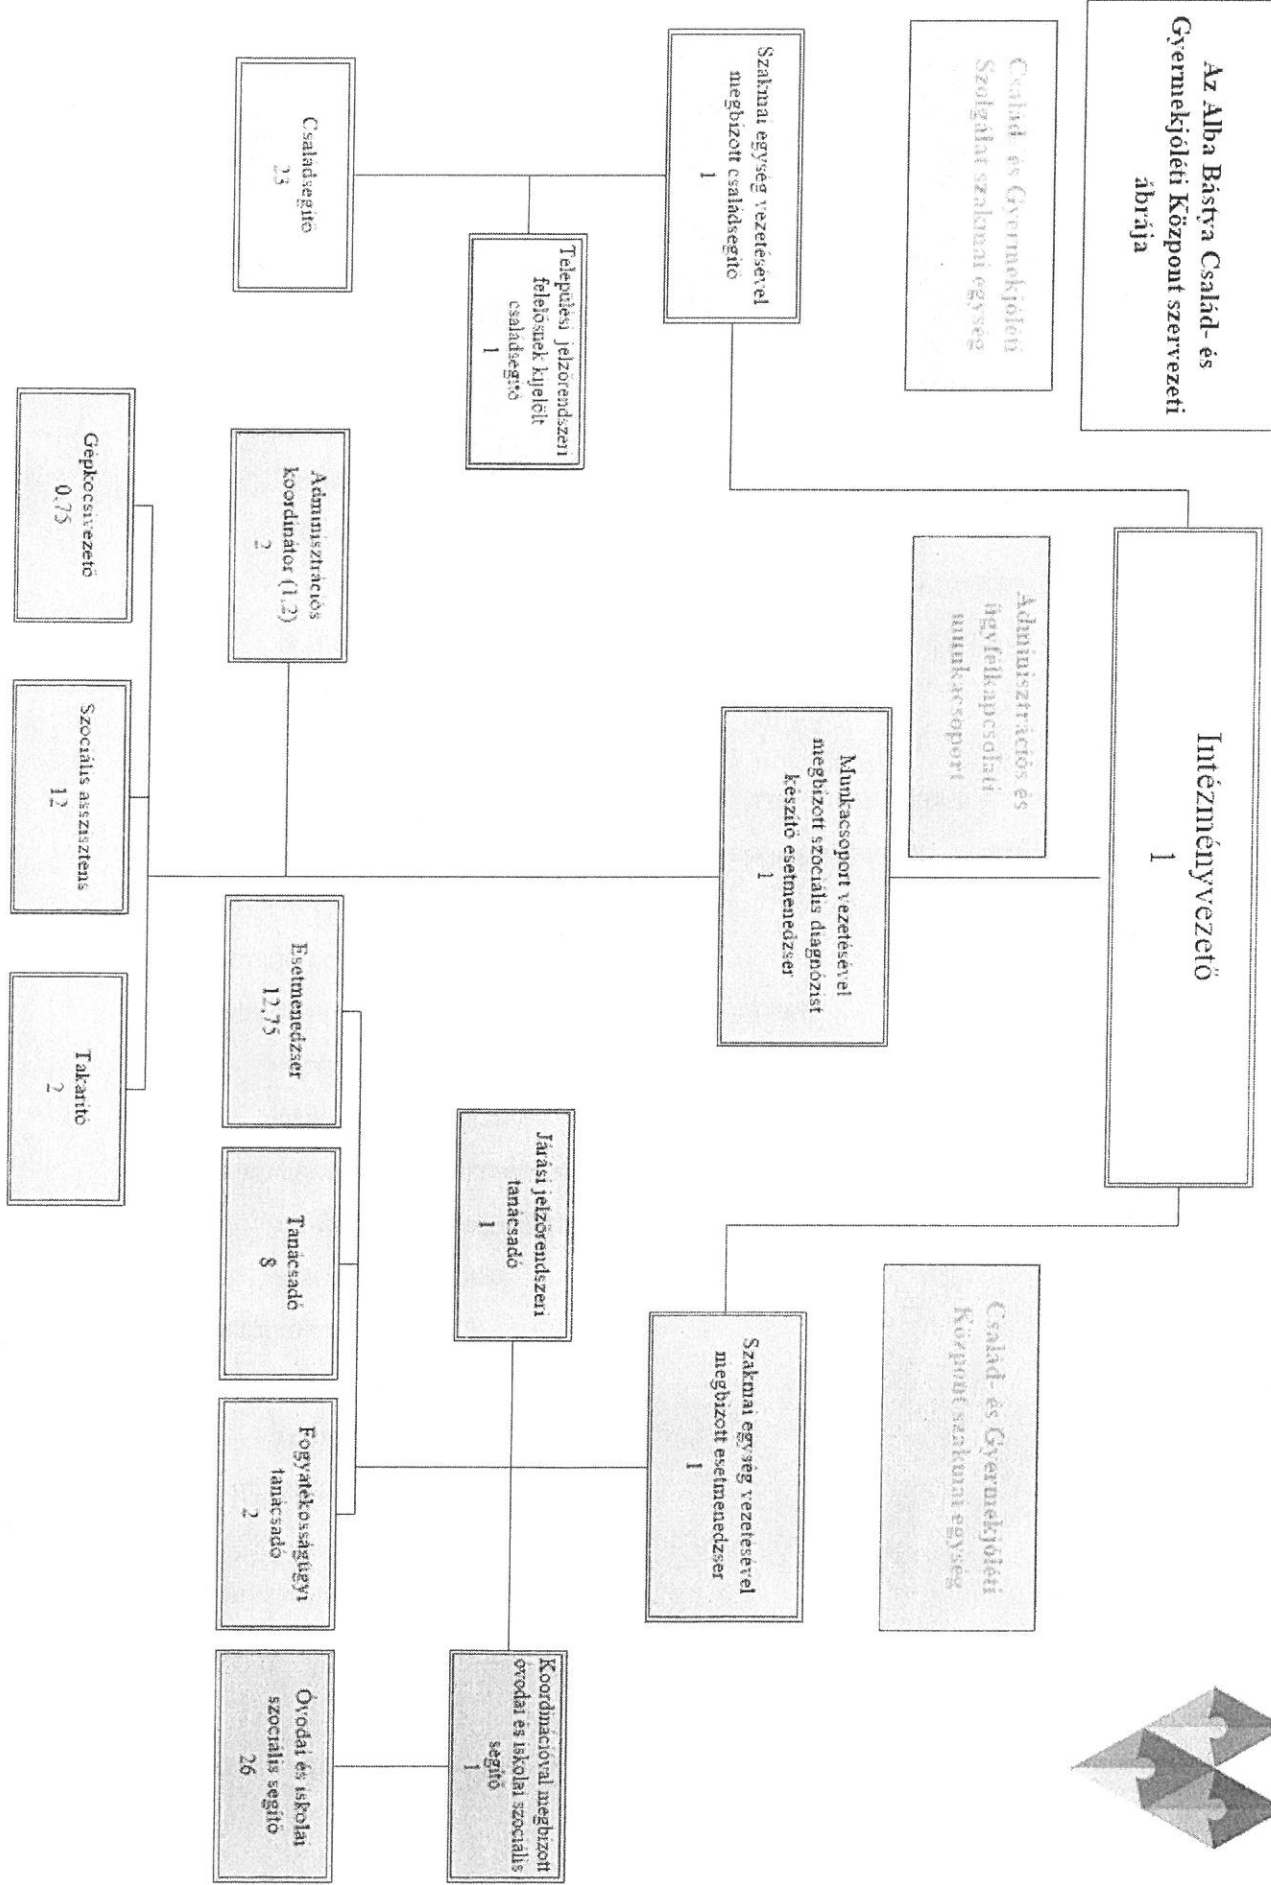 Az Alba Bástya Család- és
Gyermekjóléti Központ szervezeti
ábrája
Intézményvezető
1
Család- és Gyermekjóléti
Szolgálat szakmai egység
Adminisztrációs és
ügyfélkapcsolati
munkacsoport
Család- és Gyermekjóléti
Központ szakmai egység
Szakmai egység vezetésével
megbízott családsegítő
1
Munkacsoport vezetésével
megbízott szociális diagnózist
készítő esetmenedzser
1
Szakmai egység vezetésével
megbízott esetmenedzser
1
Települési jelzőrendszeri
felelősnek kijelölt
családsegítő
1
Járási jelzőrendszeri
tanácsadó
1
Koordinációval megbízott
óvodai és iskolai szociális
segítő
1
Családsegítő
23
Adminisztrációs
koordinátor (1,2)
2
Esetmenedzser
12,75
Tanácsadó
8
Fogyatékosságügyi
tanácsadó
2
Óvodai és iskolai
szociális segítő
26
Gépkocsivezető
0,75
Szociális asszisztens
12
Takarító
2